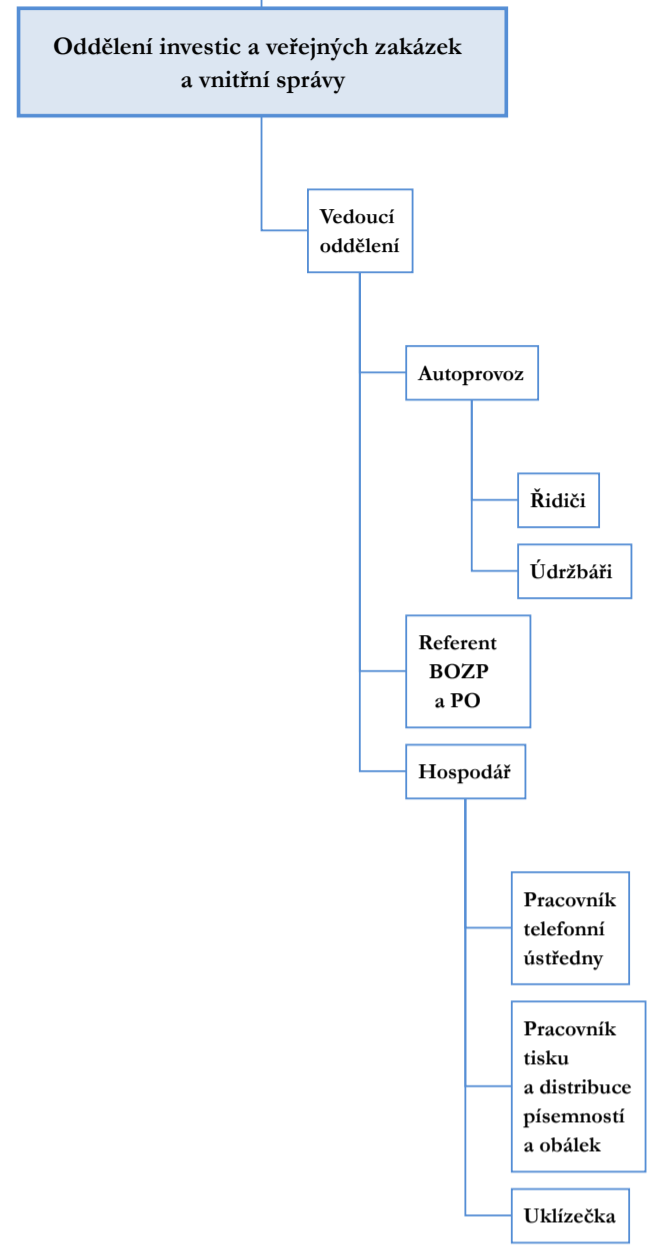 Oddělení investic a veřejných zakázek
a vnitřní správy
Vedoucí
oddělení
Autoprovoz
Řidiči
Údržbáři
Referent
BOZP
a PO
Hospodář
Pracovník
telefonní
ústředny
Pracovník
tisku
a distribuce
písemností
a obálek
Uklízečka